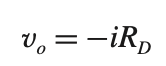 v_o = −iR_D